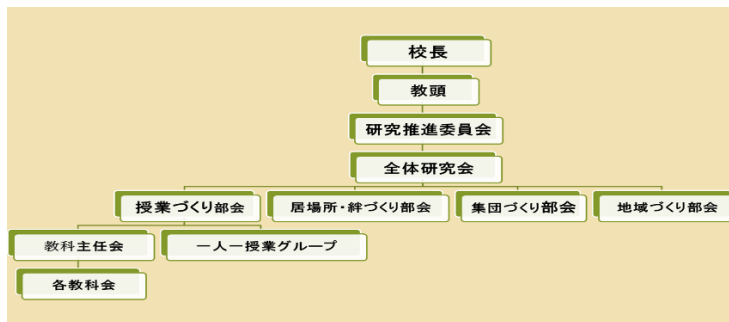 校長
教頭
研究推進委員会
全体研究会
授業づくり部会
居場所・絆づくり部会
集団づくり部会
地域づくり部会
教科主任会
一人一授業グループ
各教科会